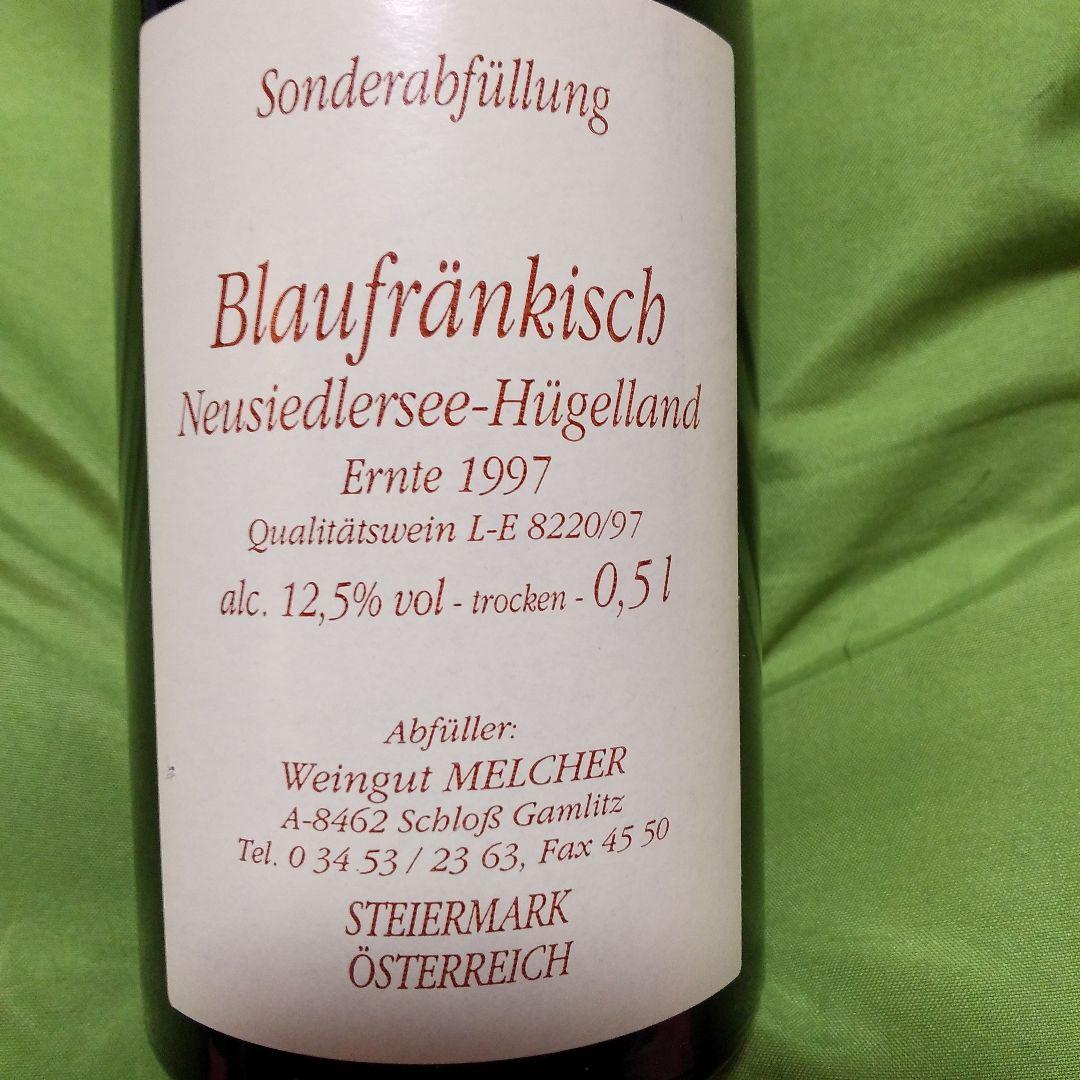 Sonderabfüllung
Blaufränkisch
Neusiedlersee-Hügelland
Ernte 1997
Qualitätswein L-E 8220/97
alc. 12,5% vol - trocken - 0,5 l
Abfüller:
Weingut MELCHER
A-8462 Schloß Gamlitz
Tel. 0 34 53 / 23 63, Fax 45 50
STEIERMARK
ÖSTERREICH